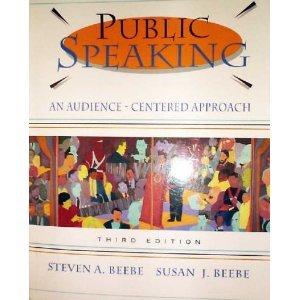 PUBLIC
SPEAKING
AN AUDIENCE - CENTERED APPROACH
THIRD EDITION
STEVEN A. BEEBE SUSAN J. BEEBE